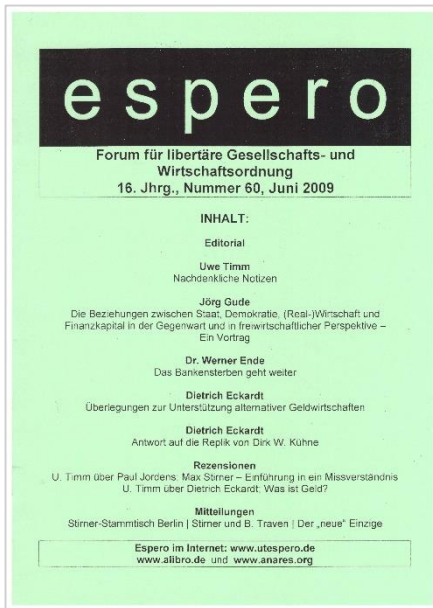 espero
Forum für libertäre Gesellschafts- und
Wirtschaftsordnung
16. Jhrg., Nummer 60, Juni 2009
INHALT:
Editorial
Uwe Timm
Nachdenkliche Notizen
Jörg Gude
Die Beziehungen zwischen Staat, Demokratie, (Real-)Wirtschaft und
Finanzkapital in der Gegenwart und in freiwirtschaftlicher Perspektive –
Ein Vortrag
Dr. Werner Ende
Das Bankensterben geht weiter
Dietrich Eckardt
Überlegungen zur Unterstützung alternativer Geldwirtschaften
Dietrich Eckardt
Antwort auf die Replik von Dirk W. Kühne
Rezensionen
U. Timm über Paul Jordens: Max Stirner – Einführung in ein Missverständnis
U. Timm über Dietrich Eckardt: Was ist Geld?
Mitteilungen
Stirner-Stammtisch Berlin | Stirner und B. Traven | Der „neue" Einzige
Espero im Internet: www.utespero.de
www.alibro.de und www.anares.org